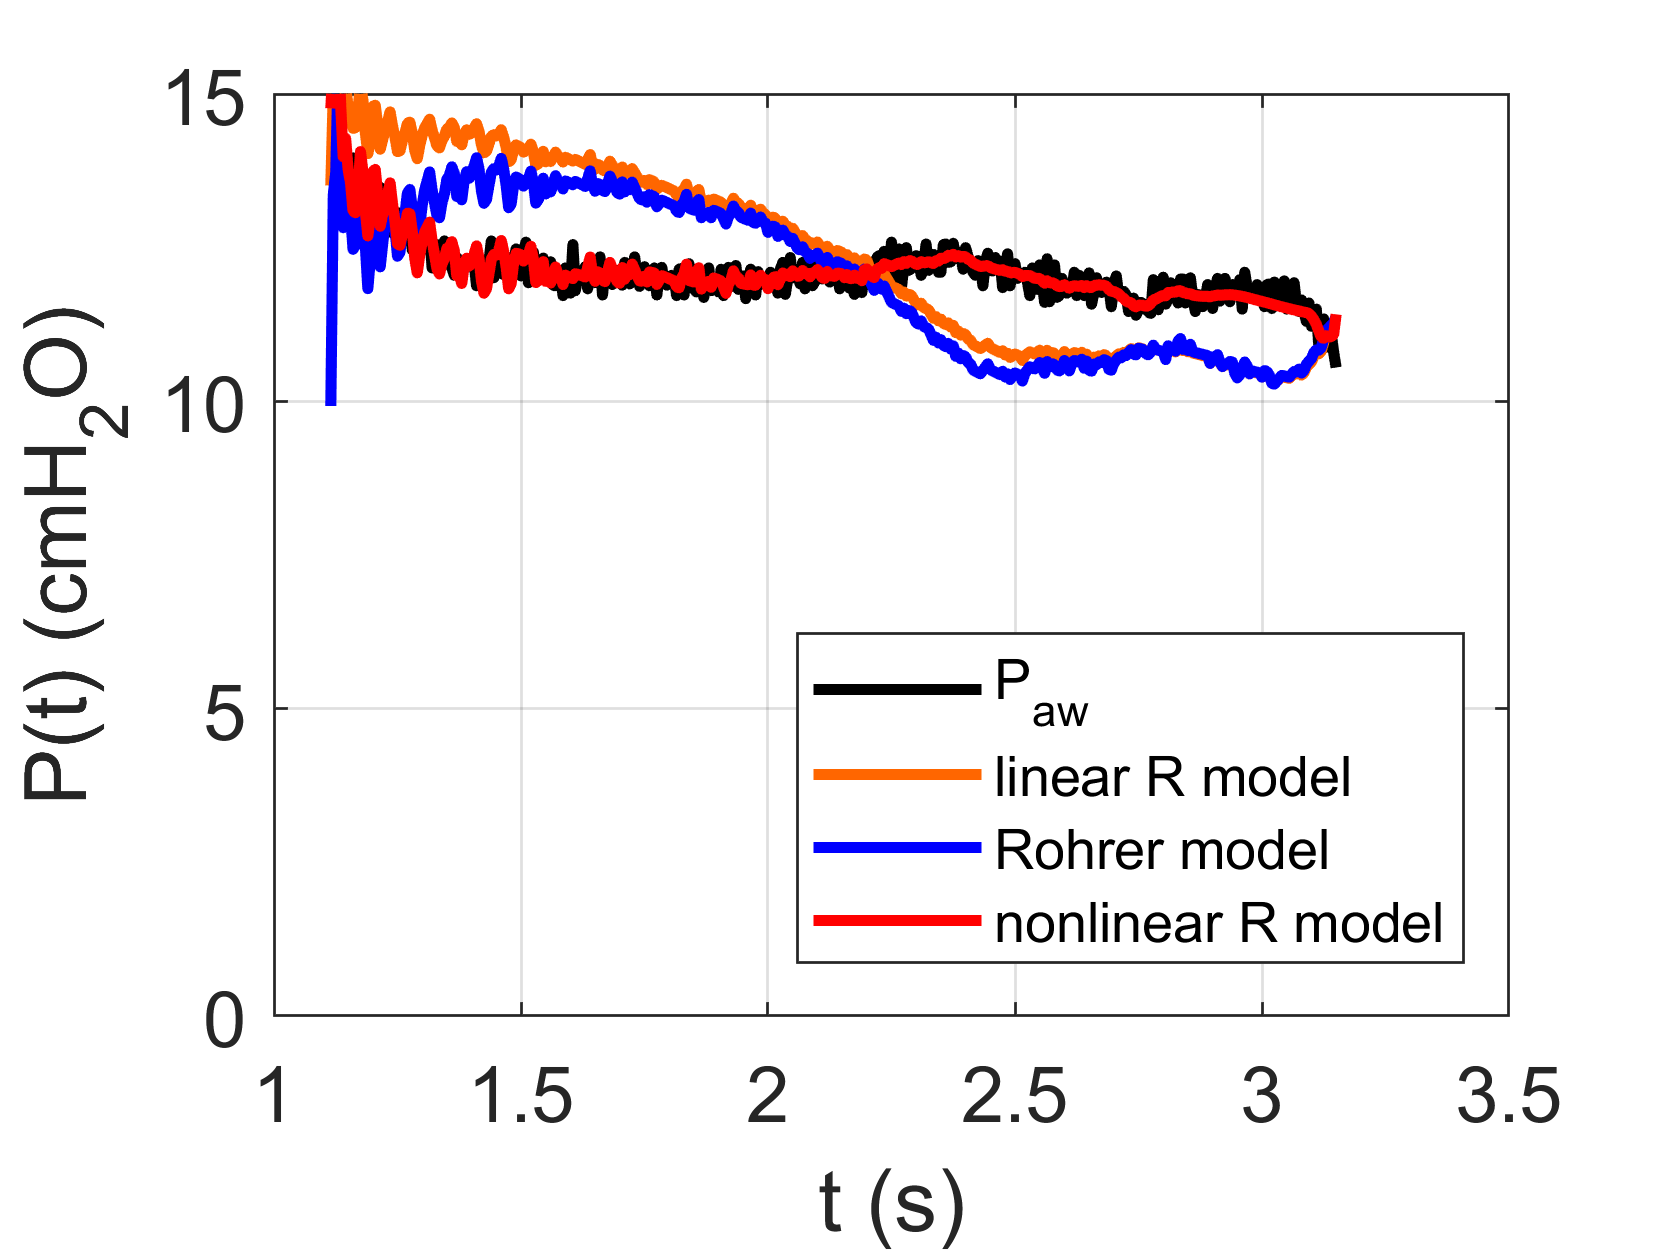 15
10
5
0
P(t) (cmH₂O)
P_aw
linear R model
Rohrer model
nonlinear R model
1 1.5 2 2.5 3 3.5
t (s)